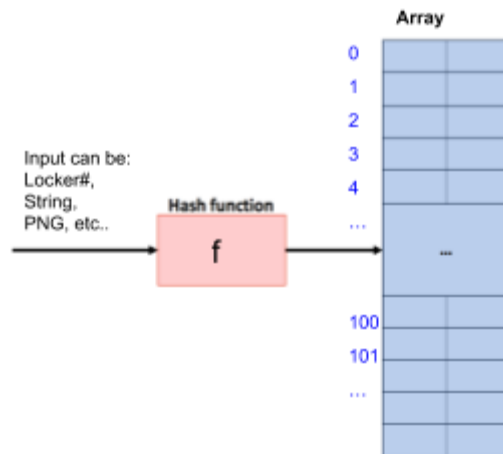 Array
0
1
2
3
4
...
...
100
101
...
Input can be:
Locker#,
String,
PNG, etc..
Hash function
f